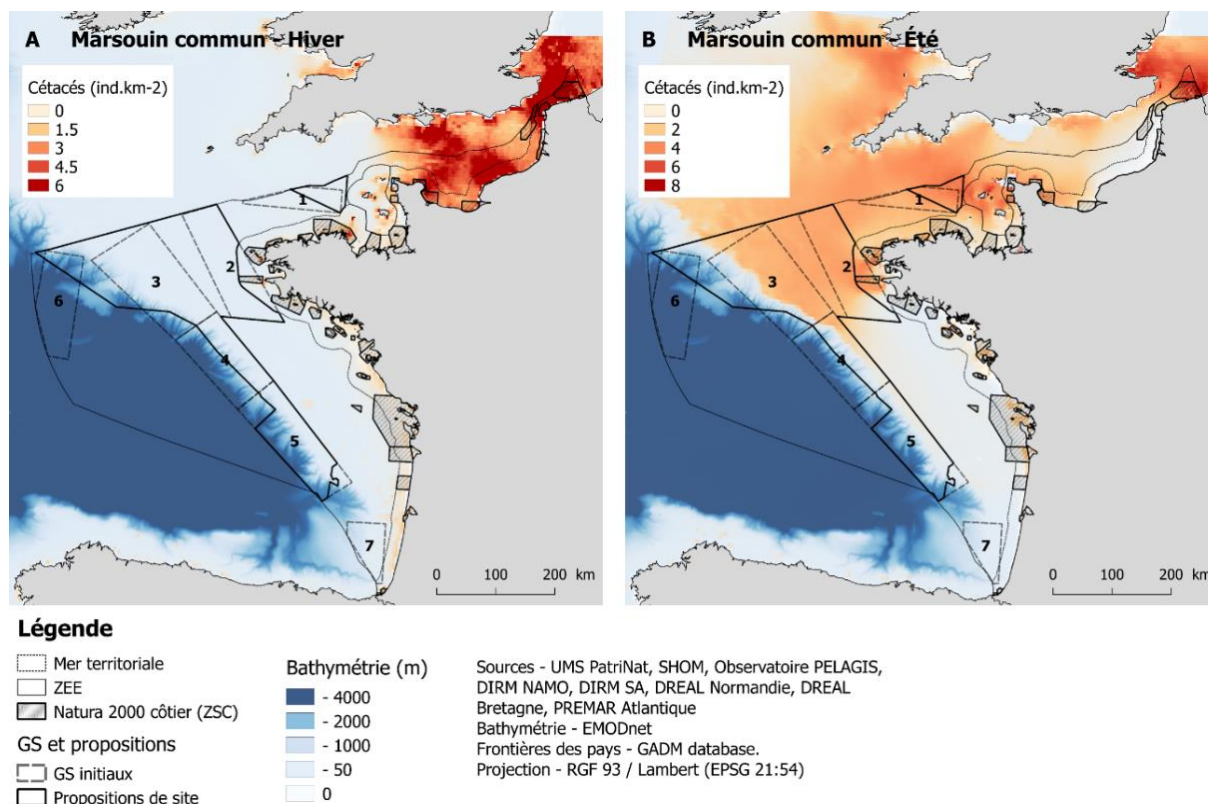 A Marsouin commun - Hiver
Cétacés (ind.km-2)
0
1.5
3
4.5
6
1
2
3
4
5
6
7
0 100 200 km
B Marsouin commun - Été
Cétacés (ind.km-2)
0
2
4
6
8
1
2
3
4
5
6
7
0 100 200 km
Légende
Mer territoriale
ZEE
Natura 2000 côtier (ZSC)
GS et propositions
GS initiaux
Propositions de site
Bathymétrie (m)
- 4000
- 2000
- 1000
- 50
0
Sources - UMS PatriNat, SHOM, Observatoire PELAGIS,
DIRM NAMO, DIRM SA, DREAL Normandie, DREAL
Bretagne, PREMAR Atlantique
Bathymétrie - EMODnet
Frontières des pays - GADM database.
Projection - RGF 93 / Lambert (EPSG 21:54)